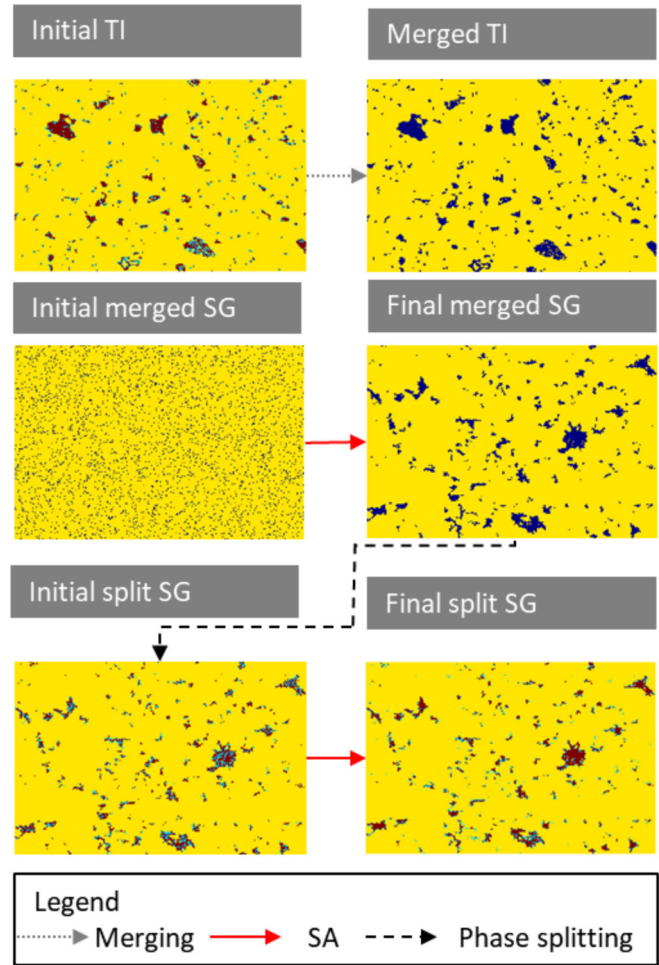 Initial TI
Merged TI
Initial merged SG
Final merged SG
Initial split SG
Final split SG
Legend
Merging
SA
Phase splitting